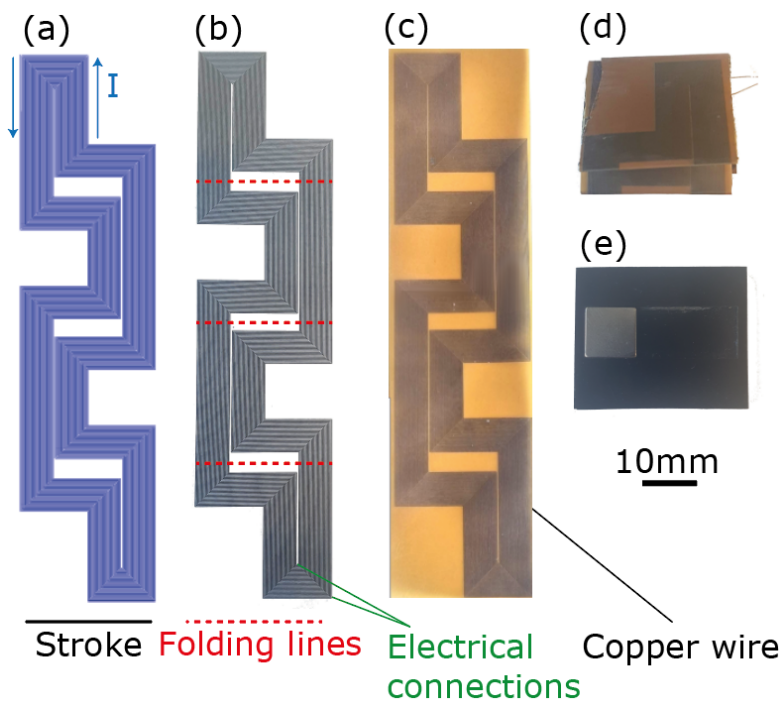 (a)
(b)
(c)
(d)
I
(e)
10mm
Stroke
Folding lines
Electrical
connections
Copper wire